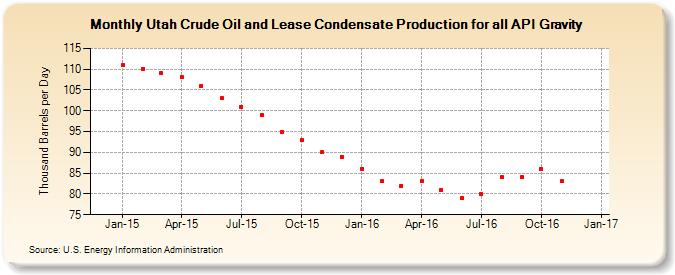 Monthly Utah Crude Oil and Lease Condensate Production for all API Gravity
Thousand Barrels per Day
115
110
105
100
95
90
85
80
75
Jan-15 Apr-15 Jul-15 Oct-15 Jan-16 Apr-16 Jul-16 Oct-16 Jan-17
Source: U.S. Energy Information Administration